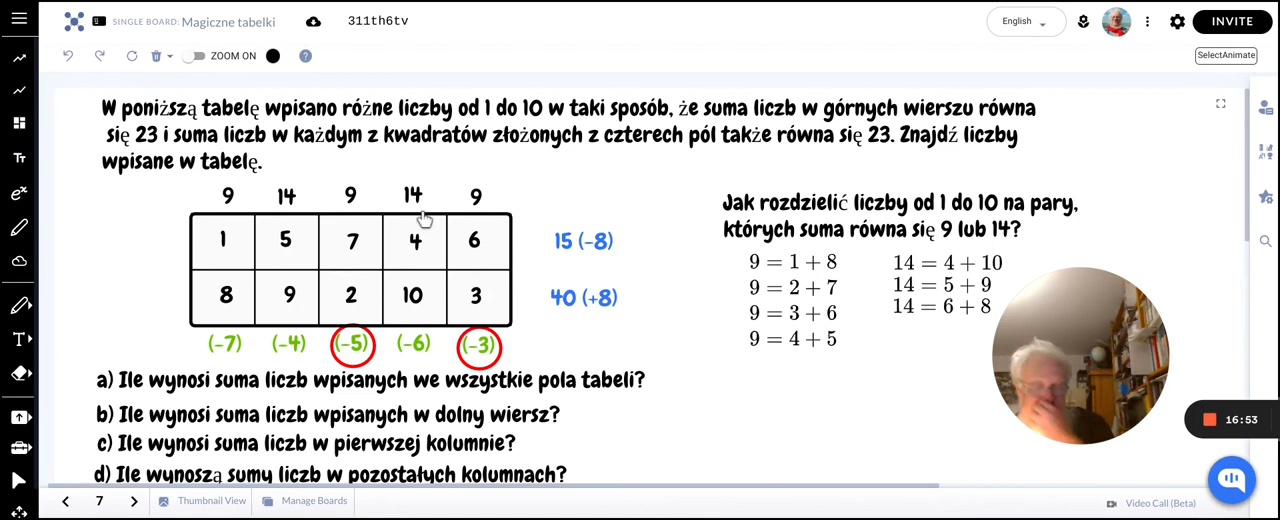 SINGLE BOARD: Magiczne tabelki
311th6tv
English
INVITE
ZOOM ON
SelectAnimate
W poniższą tabelę wpisano różne liczby od 1 do 10 w taki sposób, że suma liczb w górnych wierszu równa
się 23 i suma liczb w każdym z kwadratów złożonych z czterech pól także równa się 23. Znajdź liczby
wpisane w tabelę.
9 14 9 14 9
1 5 7 4 6 15 (-8)
8 9 2 10 3 40 (+8)
(-7) (-4) (-5) (-6) (-3)
Jak rozdzielić liczby od 1 do 10 na pary,
których suma równa się 9 lub 14?
9 = 1 + 8
9 = 2 + 7
9 = 3 + 6
9 = 4 + 5
14 = 4 + 10
14 = 5 + 9
14 = 6 + 8
a) Ile wynosi suma liczb wpisanych we wszystkie pola tabeli?
b) Ile wynosi suma liczb wpisanych w dolny wiersz?
c) Ile wynosi suma liczb w pierwszej kolumnie?
d) Ile wynoszą sumy liczb w pozostałych kolumnach?
16:53
7
Thumbnail View
Manage Boards
Video Call (Beta)